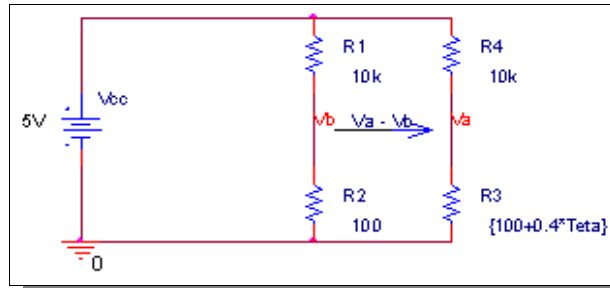 R1
R4
10k
10k
Vcc
5V
Vb
Va - Vb
Va
R2
R3
100
{100+0.4*Teta}
0